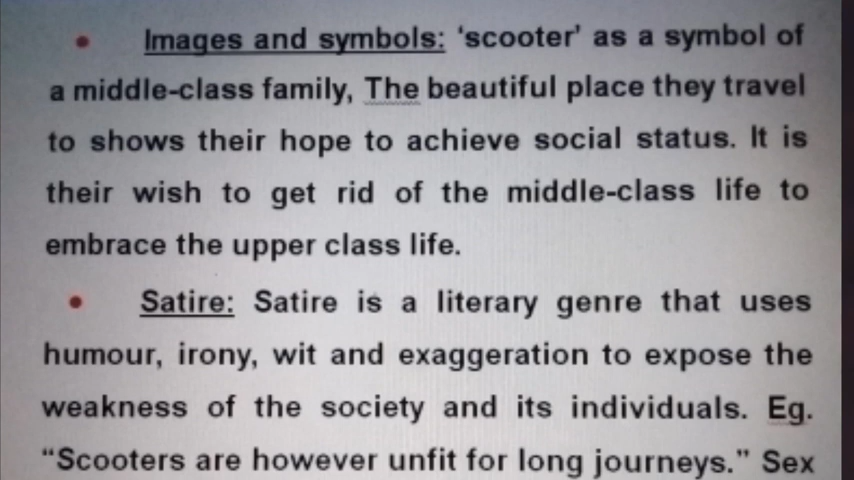 • Images and symbols: ‘scooter’ as a symbol of
a middle-class family, The beautiful place they travel
to shows their hope to achieve social status. It is
their wish to get rid of the middle-class life to
embrace the upper class life.
• Satire: Satire is a literary genre that uses
humour, irony, wit and exaggeration to expose the
weakness of the society and its individuals. Eg.
“Scooters are however unfit for long journeys.” Sex